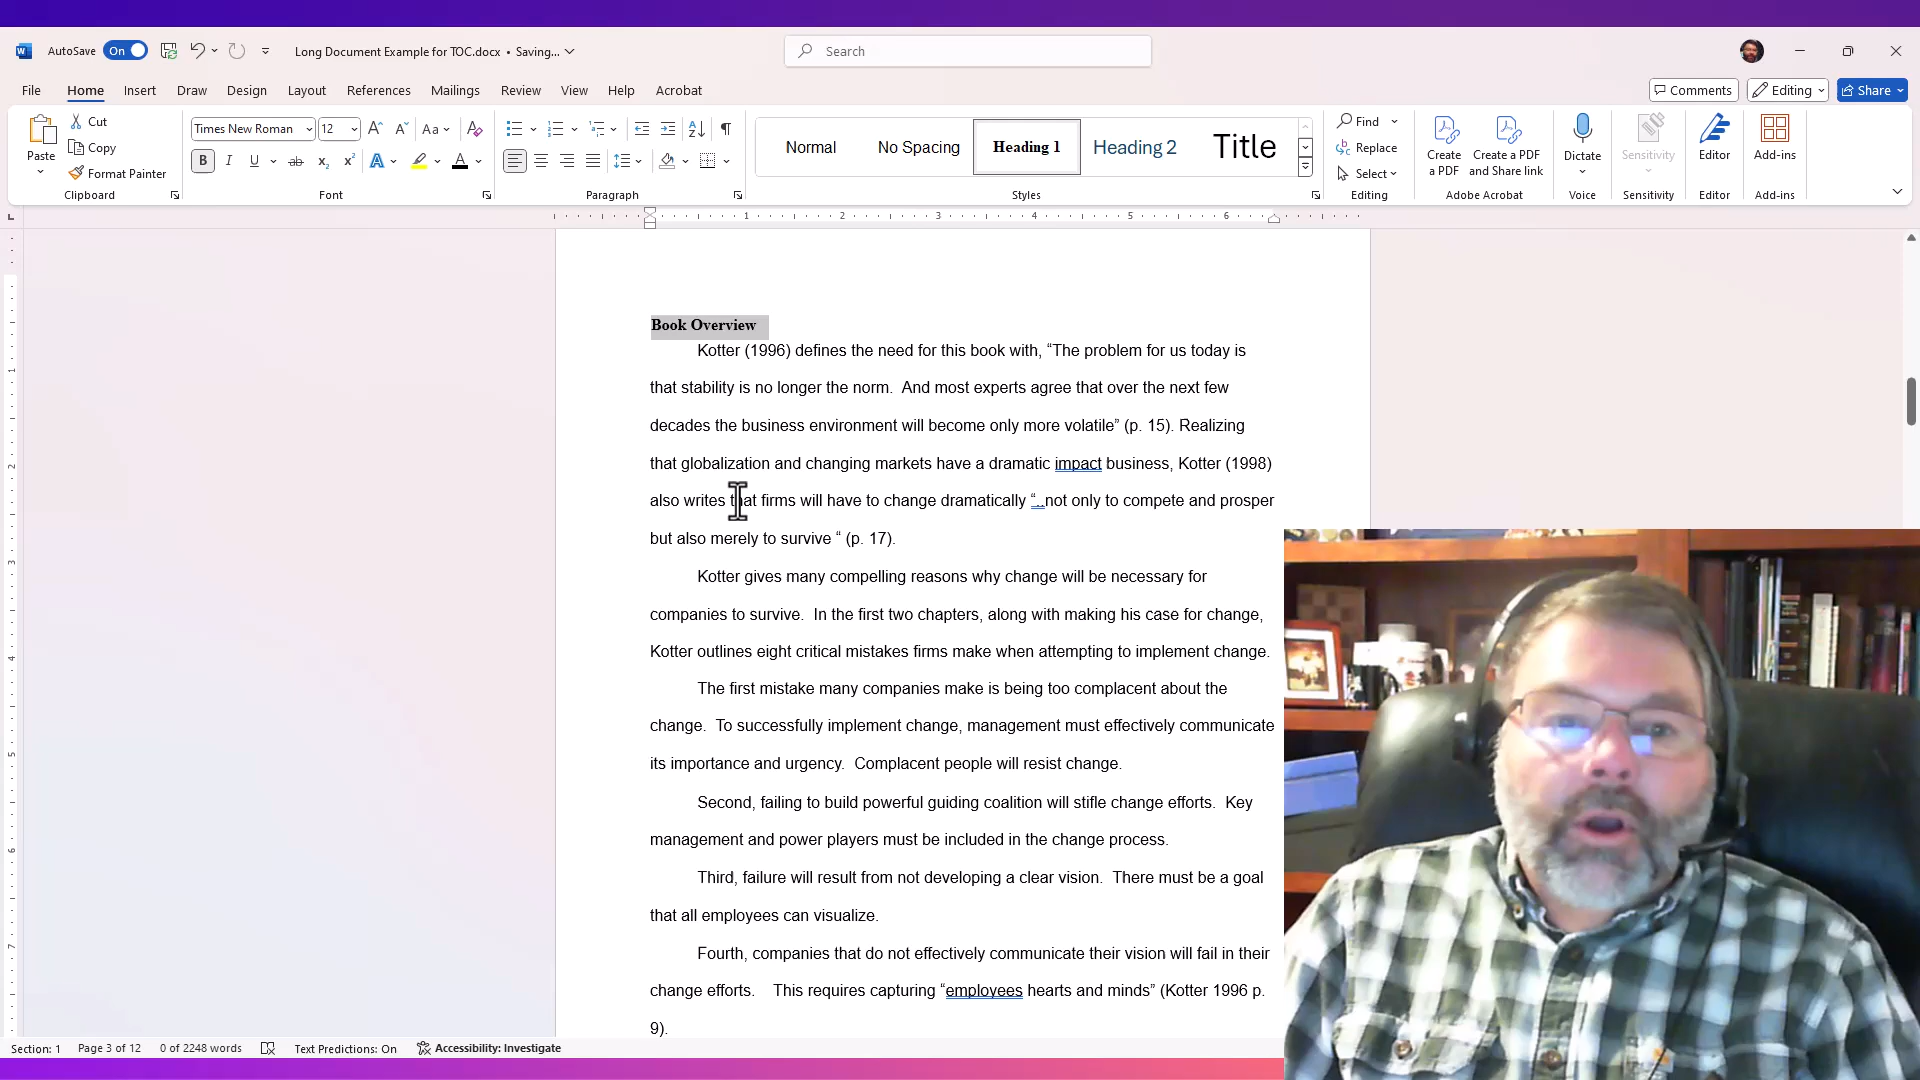 AutoSave On Long Document Example for TOC.docx • Saving... Search
File Home Insert Draw Design Layout References Mailings Review View Help Acrobat Comments Editing Share
Paste Cut Copy Format Painter
Times New Roman 12
Normal No Spacing Heading 1 Heading 2 Title
Find Replace Select
Create a PDF
Create a PDF and Share link
Dictate Sensitivity Editor Add-ins
Clipboard Font Paragraph Styles Editing Adobe Acrobat Voice Sensitivity Editor Add-ins
1 2 3 4 5 6
Book Overview
Kotter (1996) defines the need for this book with, “The problem for us today is
that stability is no longer the norm.  And most experts agree that over the next few
decades the business environment will become only more volatile” (p. 15). Realizing
that globalization and changing markets have a dramatic impact business, Kotter (1998)
also writes that firms will have to change dramatically “..not only to compete and prosper
but also merely to survive “ (p. 17).
Kotter gives many compelling reasons why change will be necessary for
companies to survive.  In the first two chapters, along with making his case for change,
Kotter outlines eight critical mistakes firms make when attempting to implement change.
The first mistake many companies make is being too complacent about the
change.  To successfully implement change, management must effectively communicate
its importance and urgency.  Complacent people will resist change.
Second, failing to build powerful guiding coalition will stifle change efforts.  Key
management and power players must be included in the change process.
Third, failure will result from not developing a clear vision.  There must be a goal
that all employees can visualize.
Fourth, companies that do not effectively communicate their vision will fail in their
change efforts.    This requires capturing “employees hearts and minds” (Kotter 1996 p.
9).
Section: 1 Page 3 of 12 0 of 2248 words Text Predictions: On Accessibility: Investigate